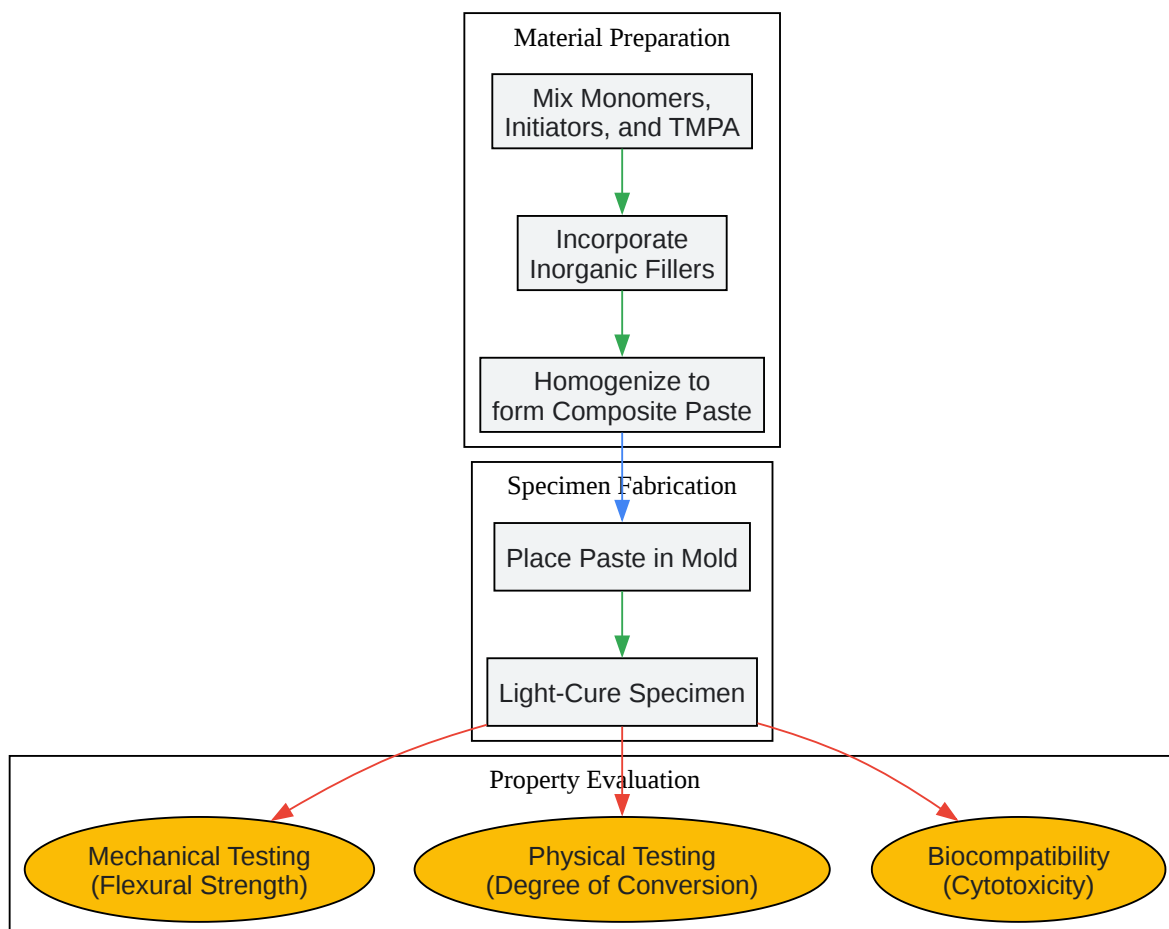 Material Preparation
Mix Monomers,
Initiators, and TMPA
Incorporate
Inorganic Fillers
Homogenize to
form Composite Paste
Specimen Fabrication
Place Paste in Mold
Light-Cure Specimen
Property Evaluation
Mechanical Testing
(Flexural Strength)
Physical Testing
(Degree of Conversion)
Biocompatibility
(Cytotoxicity)